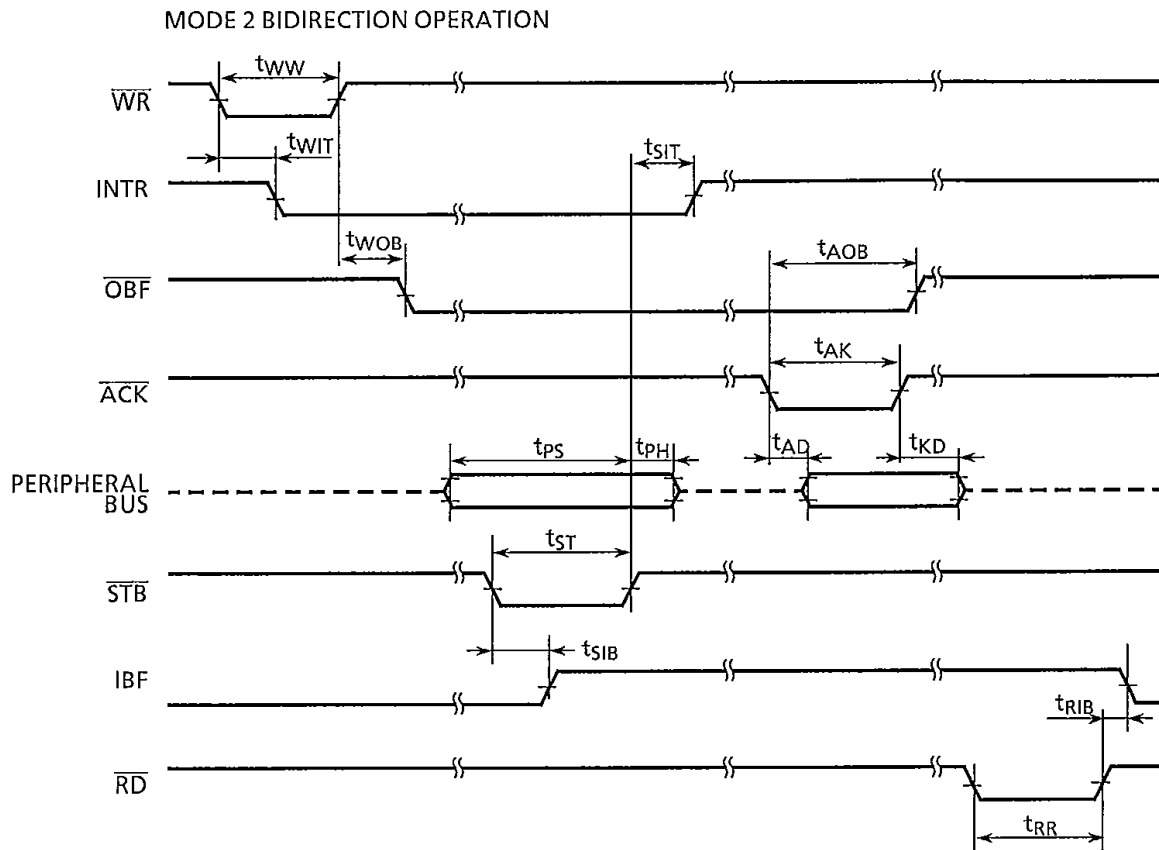 MODE 2 BIDIRECTION OPERATION
tWW
WR
tWIT
tSIT
INTR
tWOB
tAOB
OBF
tAK
ACK
tPS
tPH
tAD
tKD
PERIPHERAL
BUS
tST
STB
tSIB
IBF
tRIB
RD
tRR